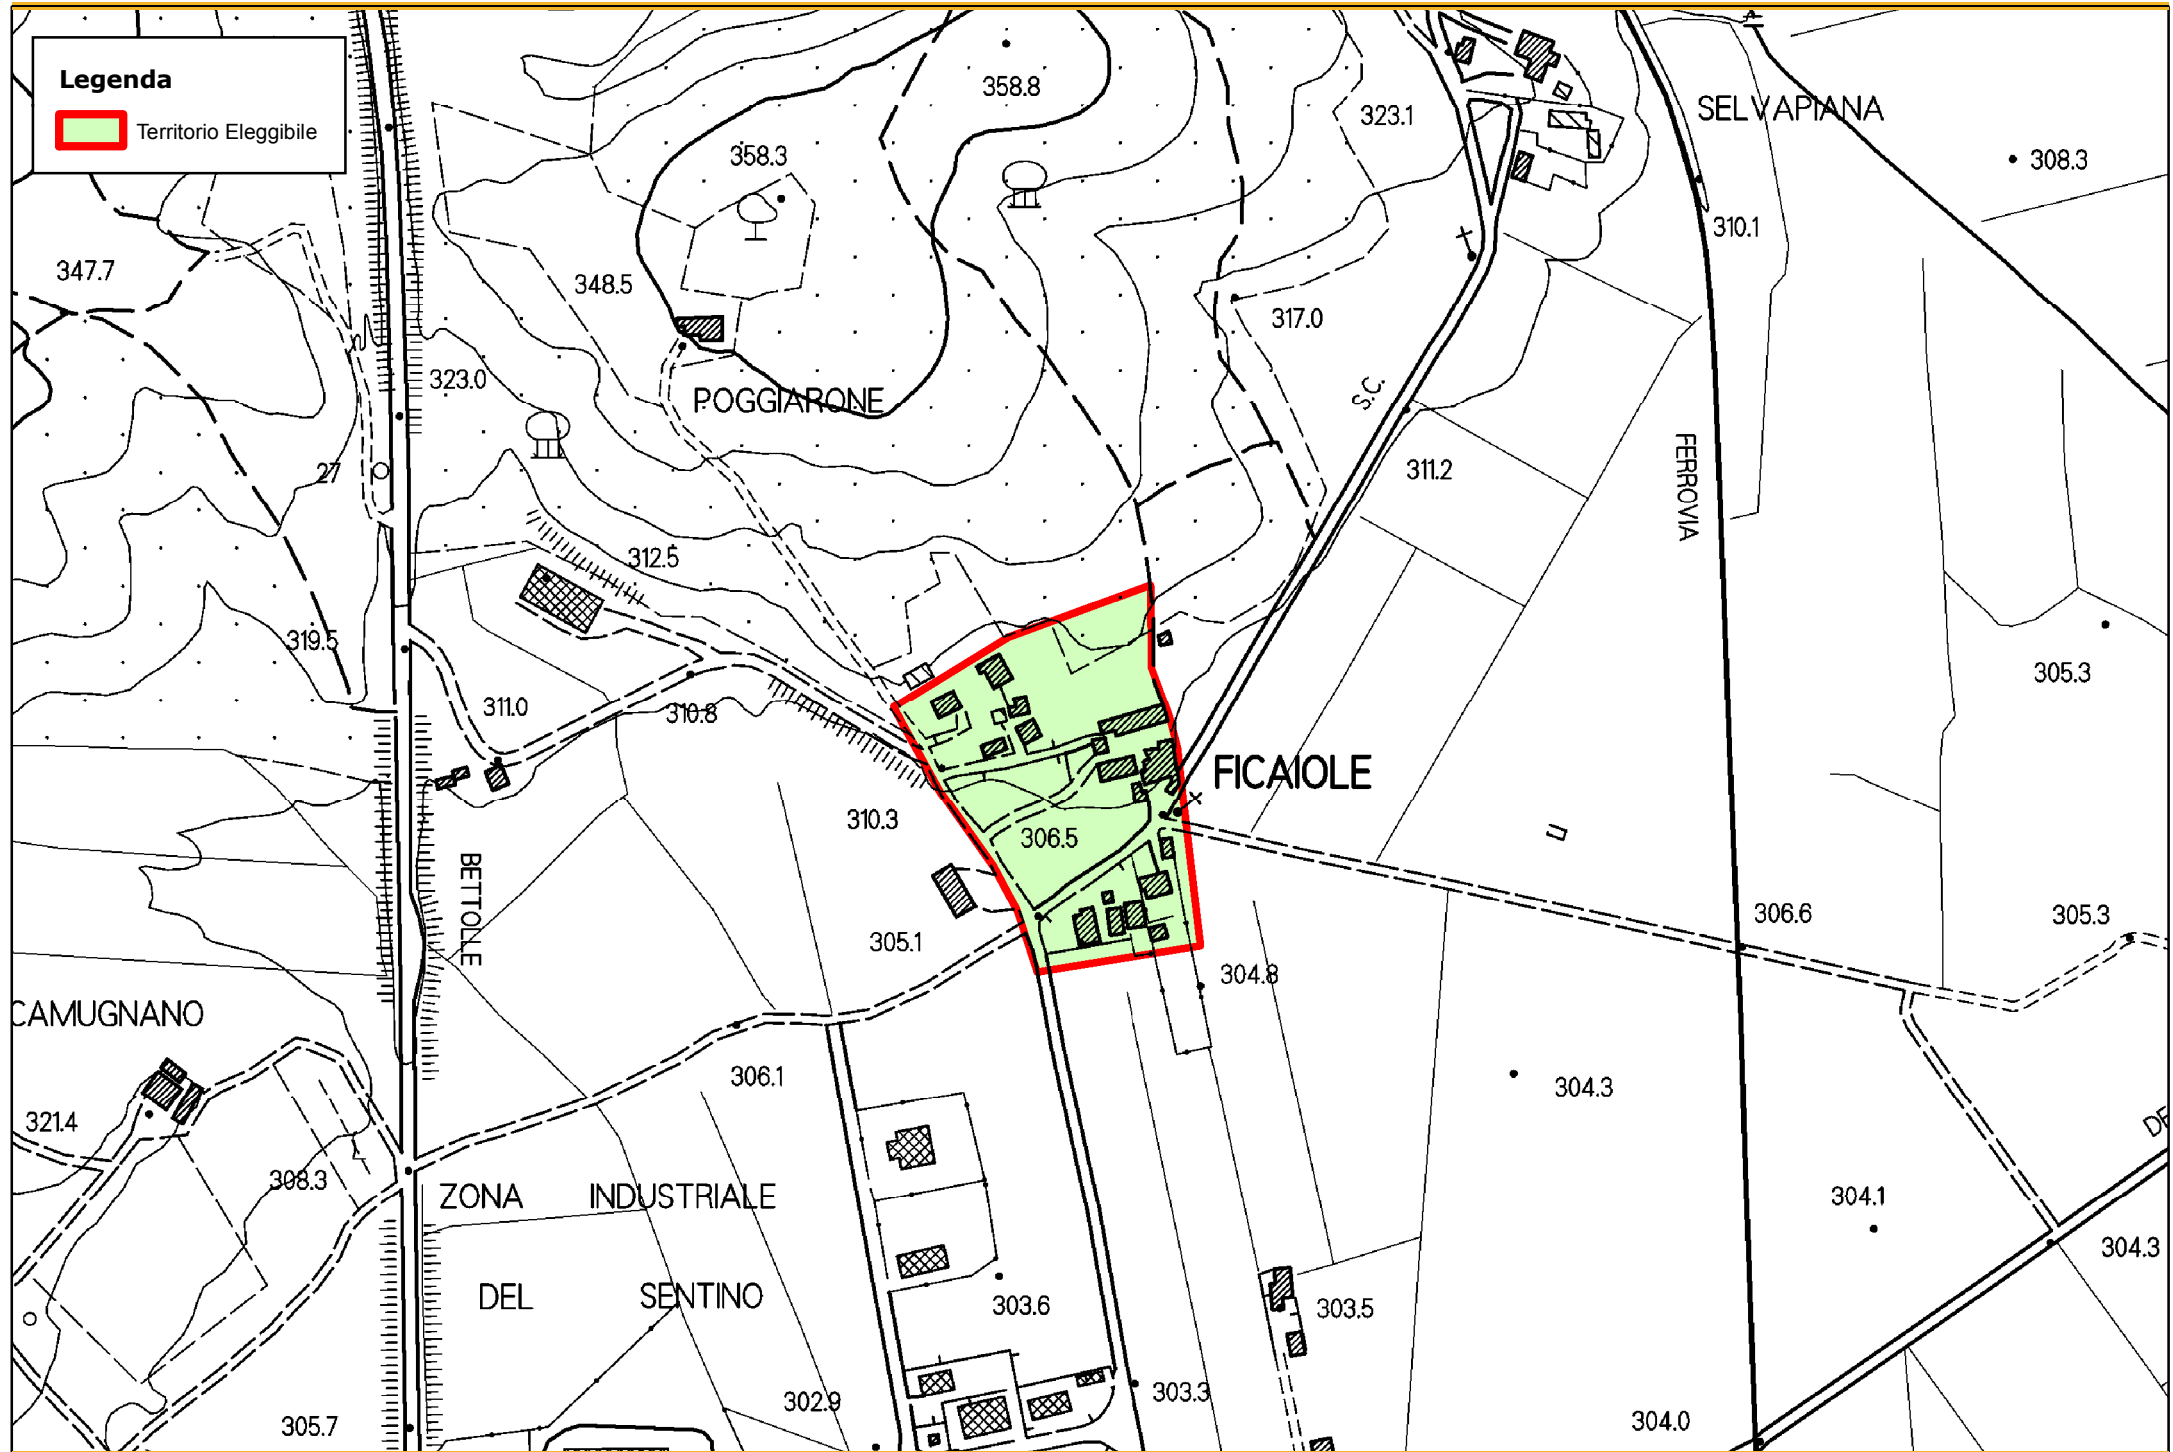 Legenda
Territorio Eleggibile
358.8
323.1
SELVAPIANA
358.3
308.3
310.1
347.7
348.5
317.0
323.0
POGGIARONE
S.C.
27
311.2
FERROVIA
312.5
319.5
305.3
311.0
310.8
FICAIOLE
310.3
306.5
BETTOLLE
306.6
305.3
305.1
304.8
CAMUGNANO
306.1
304.3
321.4
DE
308.3
ZONA INDUSTRIALE
304.1
304.3
DEL SENTINO
303.6
303.5
302.9
303.3
304.0
305.7